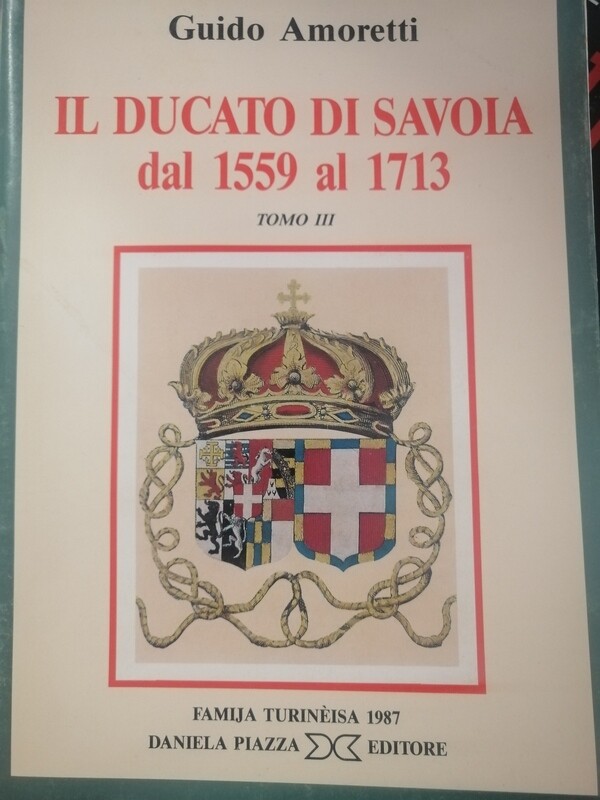 Guido Amoretti
IL DUCATO DI SAVOIA
dal 1559 al 1713
TOMO III
FAMIJA TURINÈISA 1987
DANIELA PIAZZA EDITORE